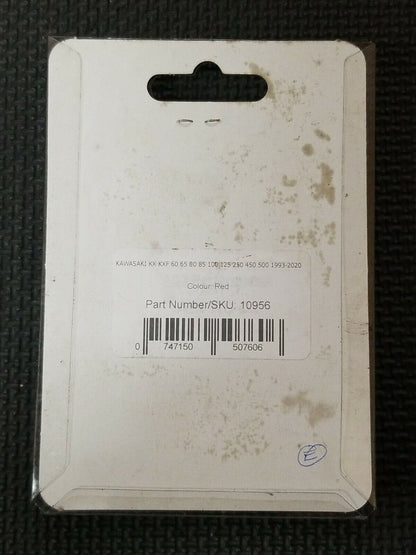 KAWASAKI KX KXF 60 65 80 85 100 125 250 450 500 1993-2020
Colour: Red
Part Number/SKU: 10956
0 747150 507606
E